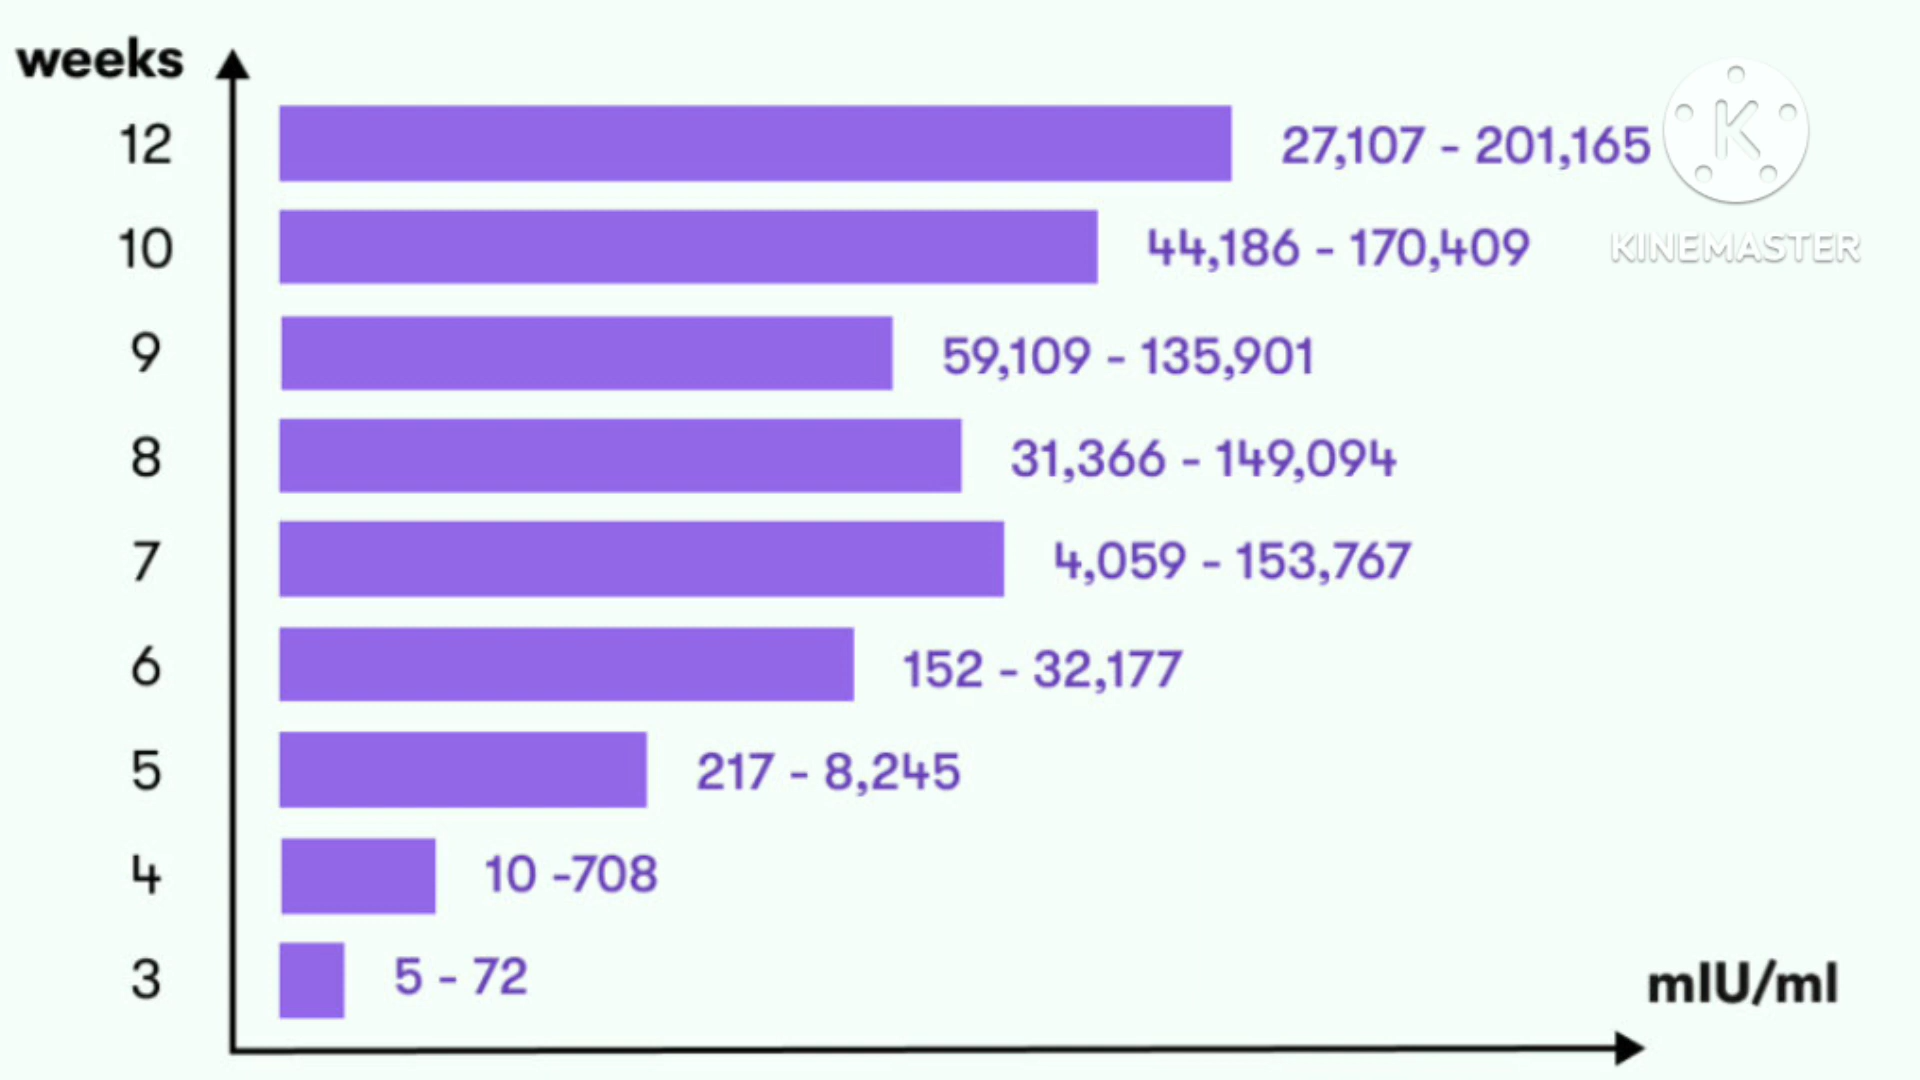 weeks
12 27,107 - 201,165
10 44,186 - 170,409
9 59,109 - 135,901
8 31,366 - 149,094
7 4,059 - 153,767
6 152 - 32,177
5 217 - 8,245
4 10 -708
3 5 - 72
mIU/ml
K
KINEMASTER